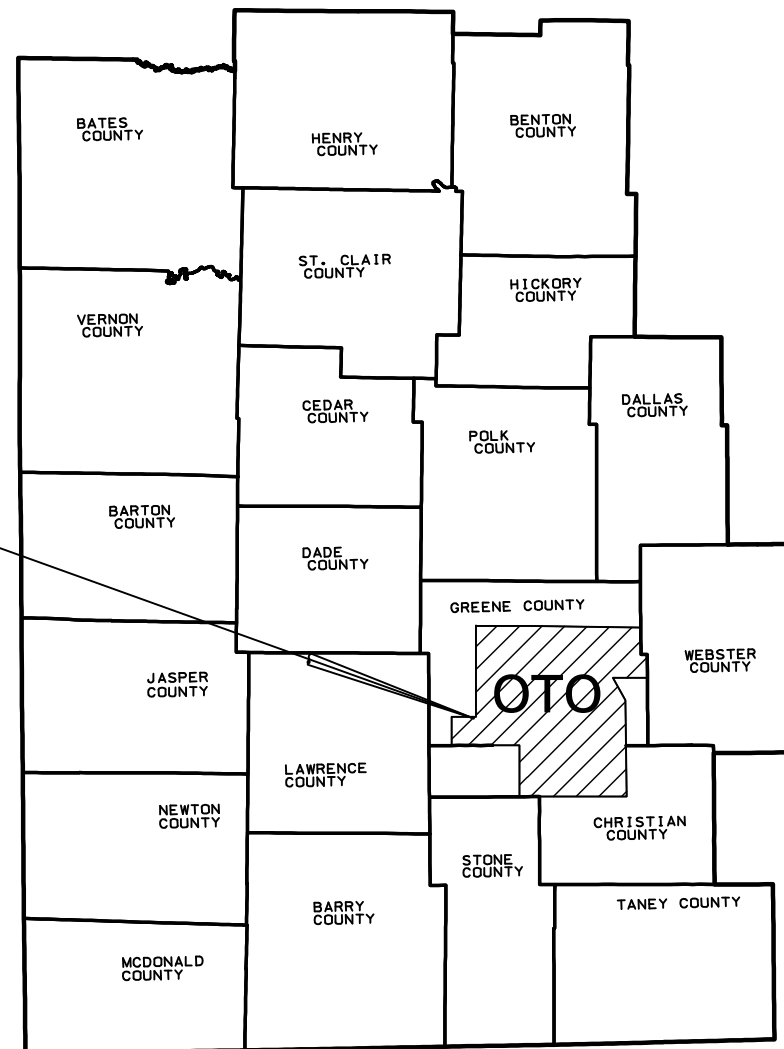 BATES
COUNTY
HENRY
COUNTY
BENTON
COUNTY
ST. CLAIR
COUNTY
HICKORY
COUNTY
VERNON
COUNTY
CEDAR
COUNTY
DALLAS
COUNTY
POLK
COUNTY
BARTON
COUNTY
DADE
COUNTY
GREENE COUNTY
WEBSTER
COUNTY
JASPER
COUNTY
OTO
LAWRENCE
COUNTY
NEWTON
COUNTY
CHRISTIAN
COUNTY
STONE
COUNTY
BARRY
COUNTY
TANEY COUNTY
MCDONALD
COUNTY